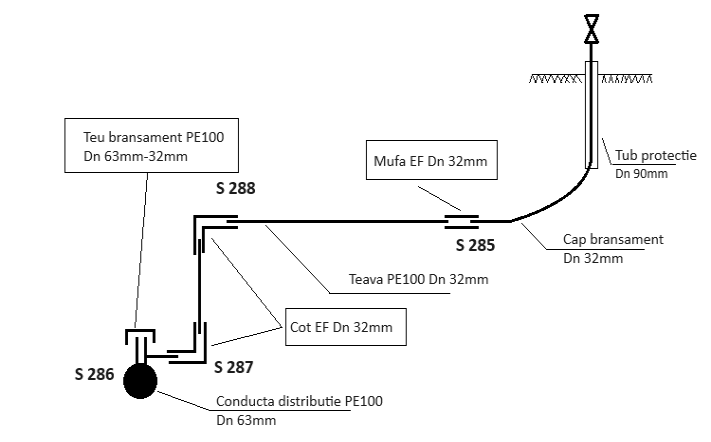 Teu bransament PE100
Dn 63mm-32mm
S 288
Mufa EF Dn 32mm
Tub protectie
Dn 90mm
S 285
Cap bransament
Dn 32mm
Teava PE100 Dn 32mm
Cot EF Dn 32mm
S 286
S 287
Conducta distributie PE100
Dn 63mm